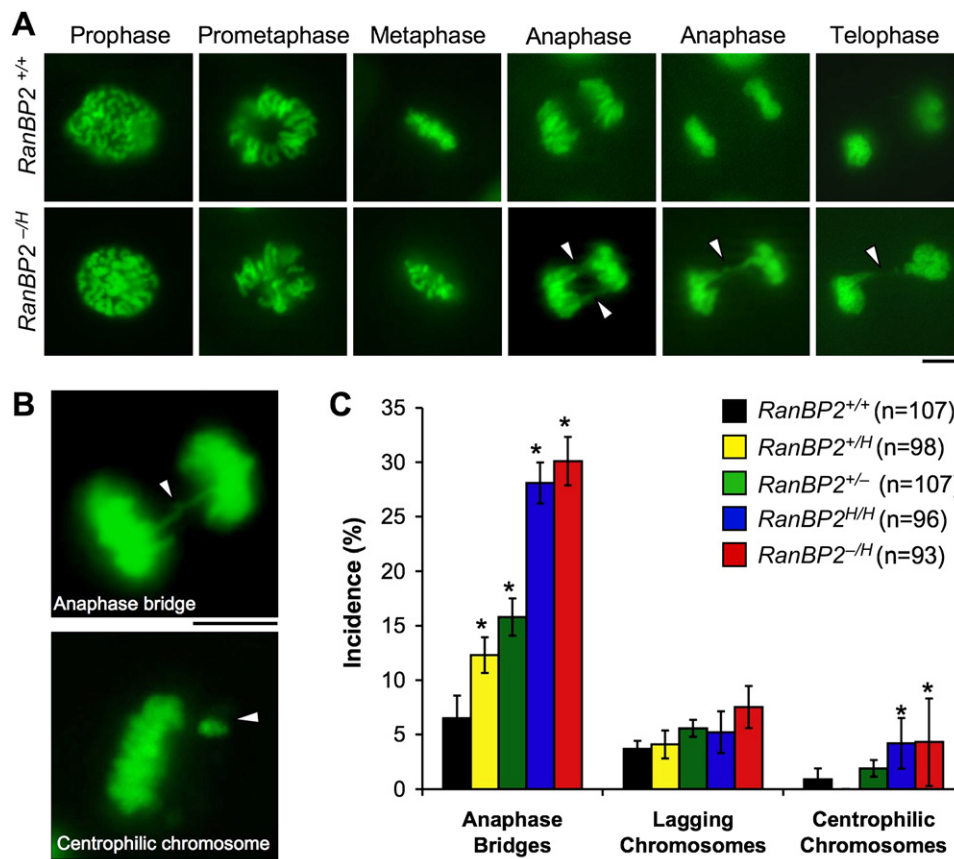 A
Prophase Prometaphase Metaphase Anaphase Anaphase Telophase
RanBP2 +/+
RanBP2 –/H
B
Anaphase bridge
Centrophilic chromosome
C
35
30
25
20
15
10
5
0
Incidence (%)
* * * * * *
RanBP2+/+ (n=107)
RanBP2+/H (n=98)
RanBP2+/– (n=107)
RanBP2H/H (n=96)
RanBP2–/H (n=93)
Anaphase Lagging Centrophilic
Bridges Chromosomes Chromosomes